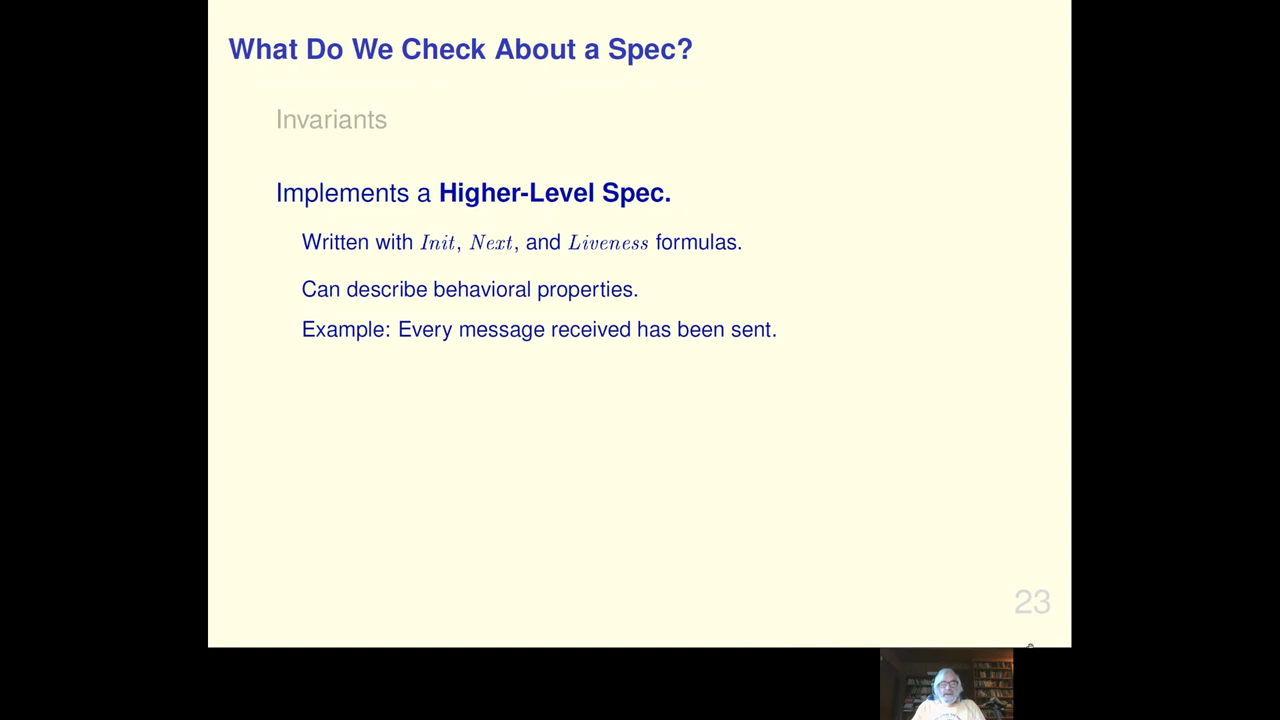 What Do We Check About a Spec?
Invariants
Implements a Higher-Level Spec.
Written with Init, Next, and Liveness formulas.
Can describe behavioral properties.
Example: Every message received has been sent.
23